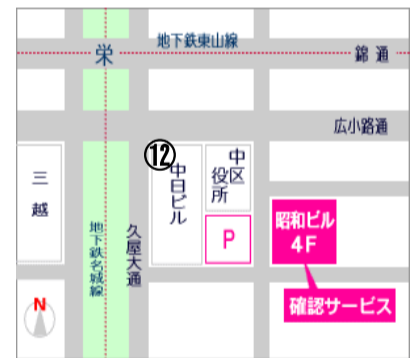 地下鉄東山線
栄
錦通
広小路通
⑫
三越
中日ビル
中区役所
P
昭和ビル
4F
地下鉄名城線
久屋大通
N
確認サービス